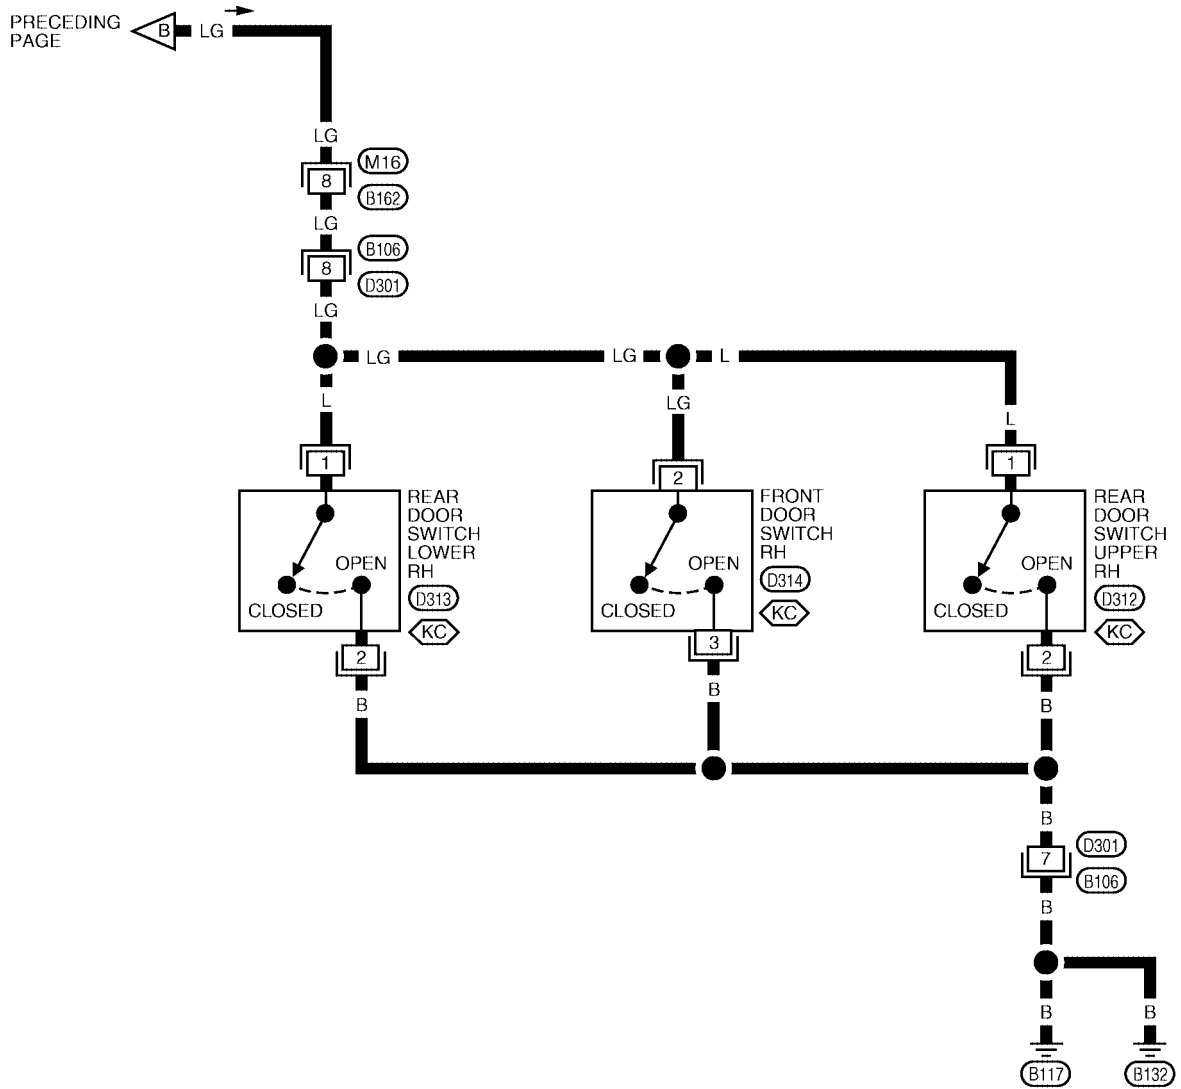 PRECEDING
PAGE
B
LG
LG
8
M16
B162
LG
8
B106
D301
LG
LG
LG
L
L
LG
L
1
2
1
REAR
DOOR
SWITCH
LOWER
RH
D313
KC
OPEN
CLOSED
FRONT
DOOR
SWITCH
RH
D314
KC
OPEN
CLOSED
REAR
DOOR
SWITCH
UPPER
RH
D312
KC
OPEN
CLOSED
2
3
2
B
B
B
B
7
D301
B106
B
B
B
B117
B132